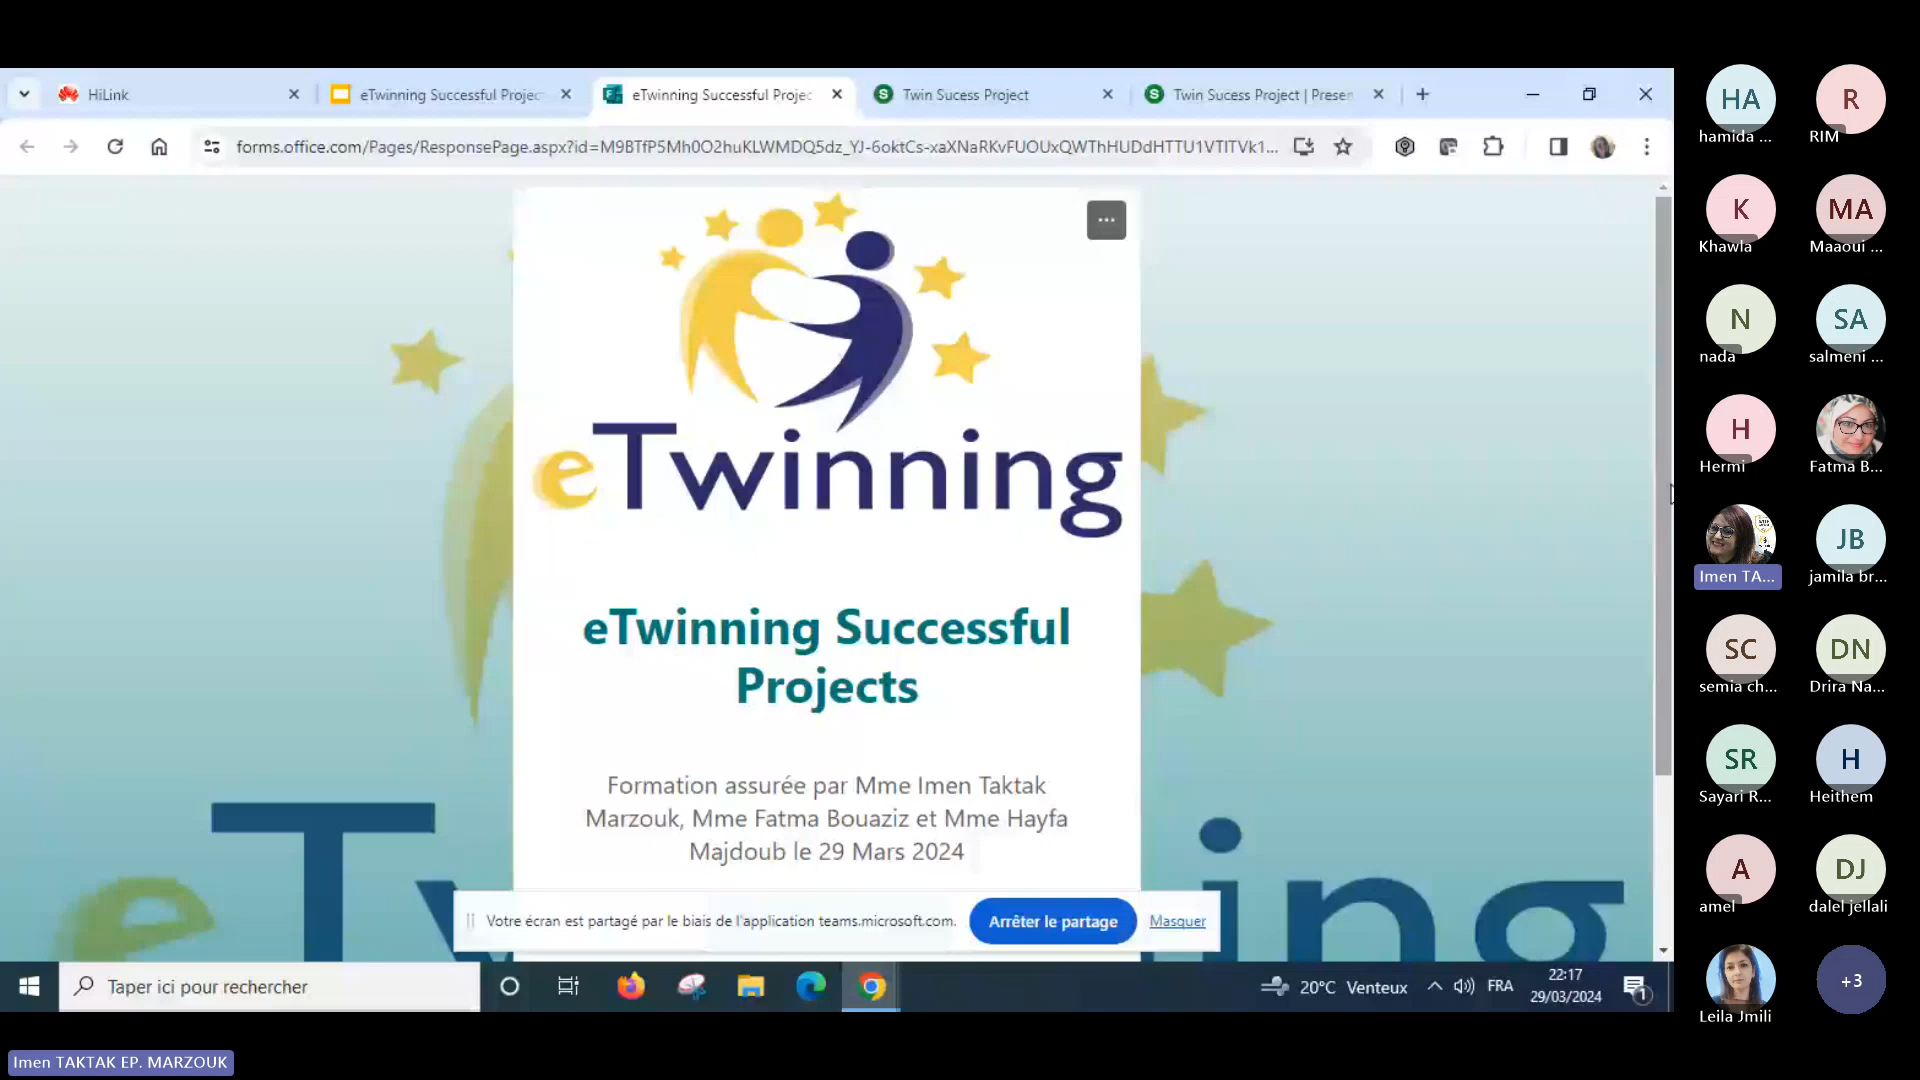 HiLink
eTwinning Successful Projec
eTwinning Successful Projec
Twin Sucess Project
Twin Sucess Project | Presen
forms.office.com/Pages/ResponsePage.aspx?id=M9BTfP5Mh0O2huKLWMDQ5dz_YJ-6oktCs-xaXNaRKvFUOUxQWThHUDdHTTU1VTlTVk1...
eTwinning
eTwinning Successful
Projects
Formation assurée par Mme Imen Taktak
Marzouk, Mme Fatma Bouaziz et Mme Hayfa
Majdoub le 29 Mars 2024
Votre écran est partagé par le biais de l'application teams.microsoft.com.
Arrêter le partage
Masquer
Taper ici pour rechercher
20°C Venteux
FRA
22:17
29/03/2024
1
HA
hamida ...
R
RIM
K
Khawla
MA
Maaoui ...
N
nada
SA
salmeni ...
H
Hermi
Fatma B...
Imen TA...
JB
jamila br...
SC
semia ch...
DN
Drira Na...
SR
Sayari R...
H
Heithem
A
amel
DJ
dalel jellali
Leila Jmili
+3
Imen TAKTAK EP. MARZOUK